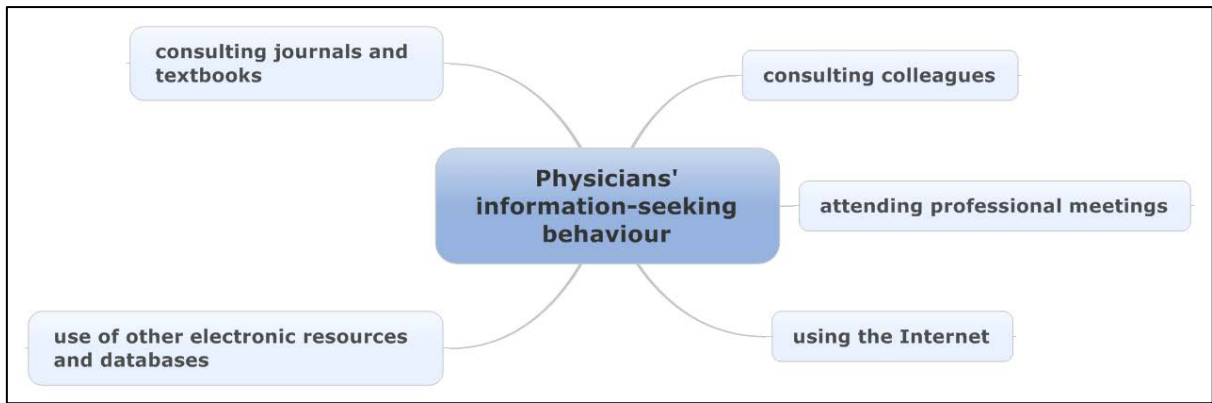 consulting journals and
textbooks
consulting colleagues
Physicians'
information-seeking
behaviour
attending professional meetings
use of other electronic resources
and databases
using the Internet